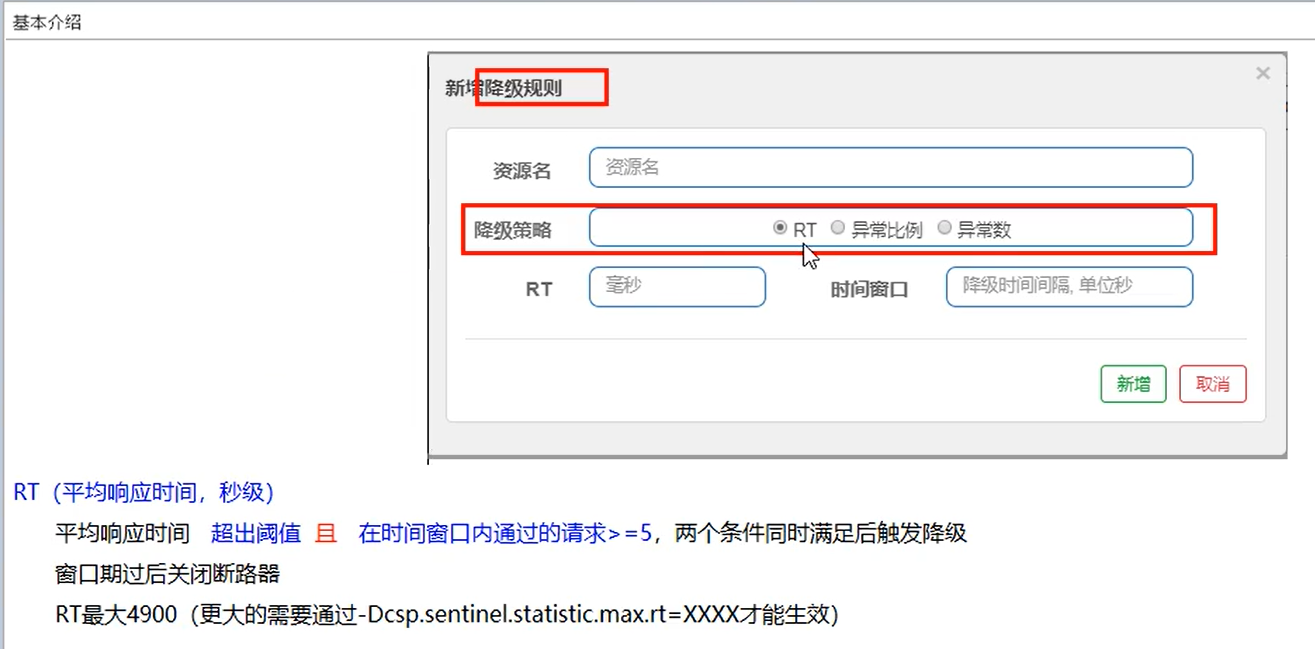 基本介绍
新增降级规则 ×
资源名 资源名
降级策略 RT 异常比例 异常数
RT 毫秒 时间窗口 降级时间间隔, 单位秒
新增 取消
RT（平均响应时间，秒级）
平均响应时间 超出阈值 且 在时间窗口内通过的请求>=5，两个条件同时满足后触发降级
窗口期过后关闭断路器
RT最大4900（更大的需要通过-Dcsp.sentinel.statistic.max.rt=XXXX才能生效）